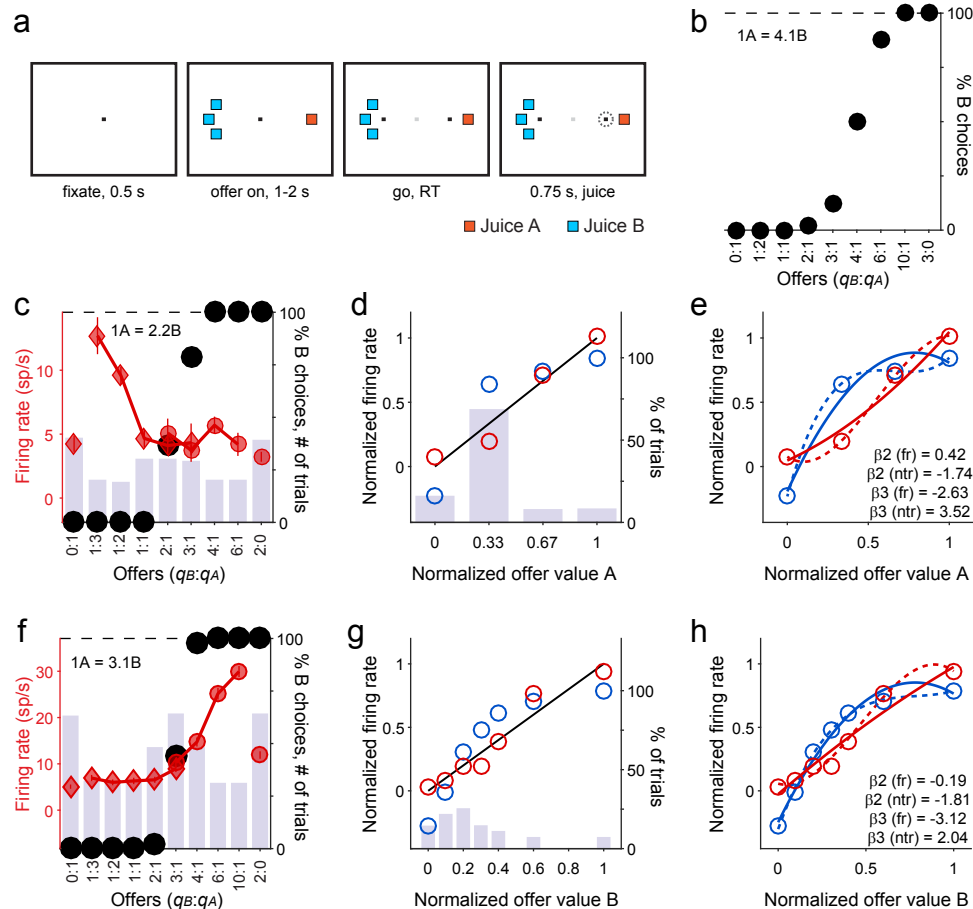 a
fixate, 0.5 s
offer on, 1-2 s
go, RT
0.75 s, juice
Juice A
Juice B
b
1A = 4.1B
100
0
% B choices
0:1
1:2
1:1
2:1
3:1
4:1
6:1
10:1
3:0
Offers (qB:qA)
c
1A = 2.2B
Firing rate (sp/s)
10
5
0
100
0
% B choices, # of trials
0:1
1:3
1:2
1:1
2:1
3:1
4:1
6:1
2:0
Offers (qB:qA)
d
Normalized firing rate
1
0.5
0
100
50
0
% of trials
0
0.33
0.67
1
Normalized offer value A
e
Normalized firing rate
1
0.5
0
β2 (fr) = 0.42
β2 (ntr) = -1.74
β3 (fr) = -2.63
β3 (ntr) = 3.52
0
0.5
1
Normalized offer value A
f
1A = 3.1B
Firing rate (sp/s)
30
20
10
0
100
0
% B choices, # of trials
0:1
1:3
1:2
1:1
2:1
3:1
4:1
6:1
10:1
2:0
Offers (qB:qA)
g
Normalized firing rate
1
0.5
0
100
50
0
% of trials
0
0.2
0.4
0.6
0.8
1
Normalized offer value B
h
Normalized firing rate
1
0.5
0
β2 (fr) = -0.19
β2 (ntr) = -1.81
β3 (fr) = -3.12
β3 (ntr) = 2.04
0
0.5
1
Normalized offer value B